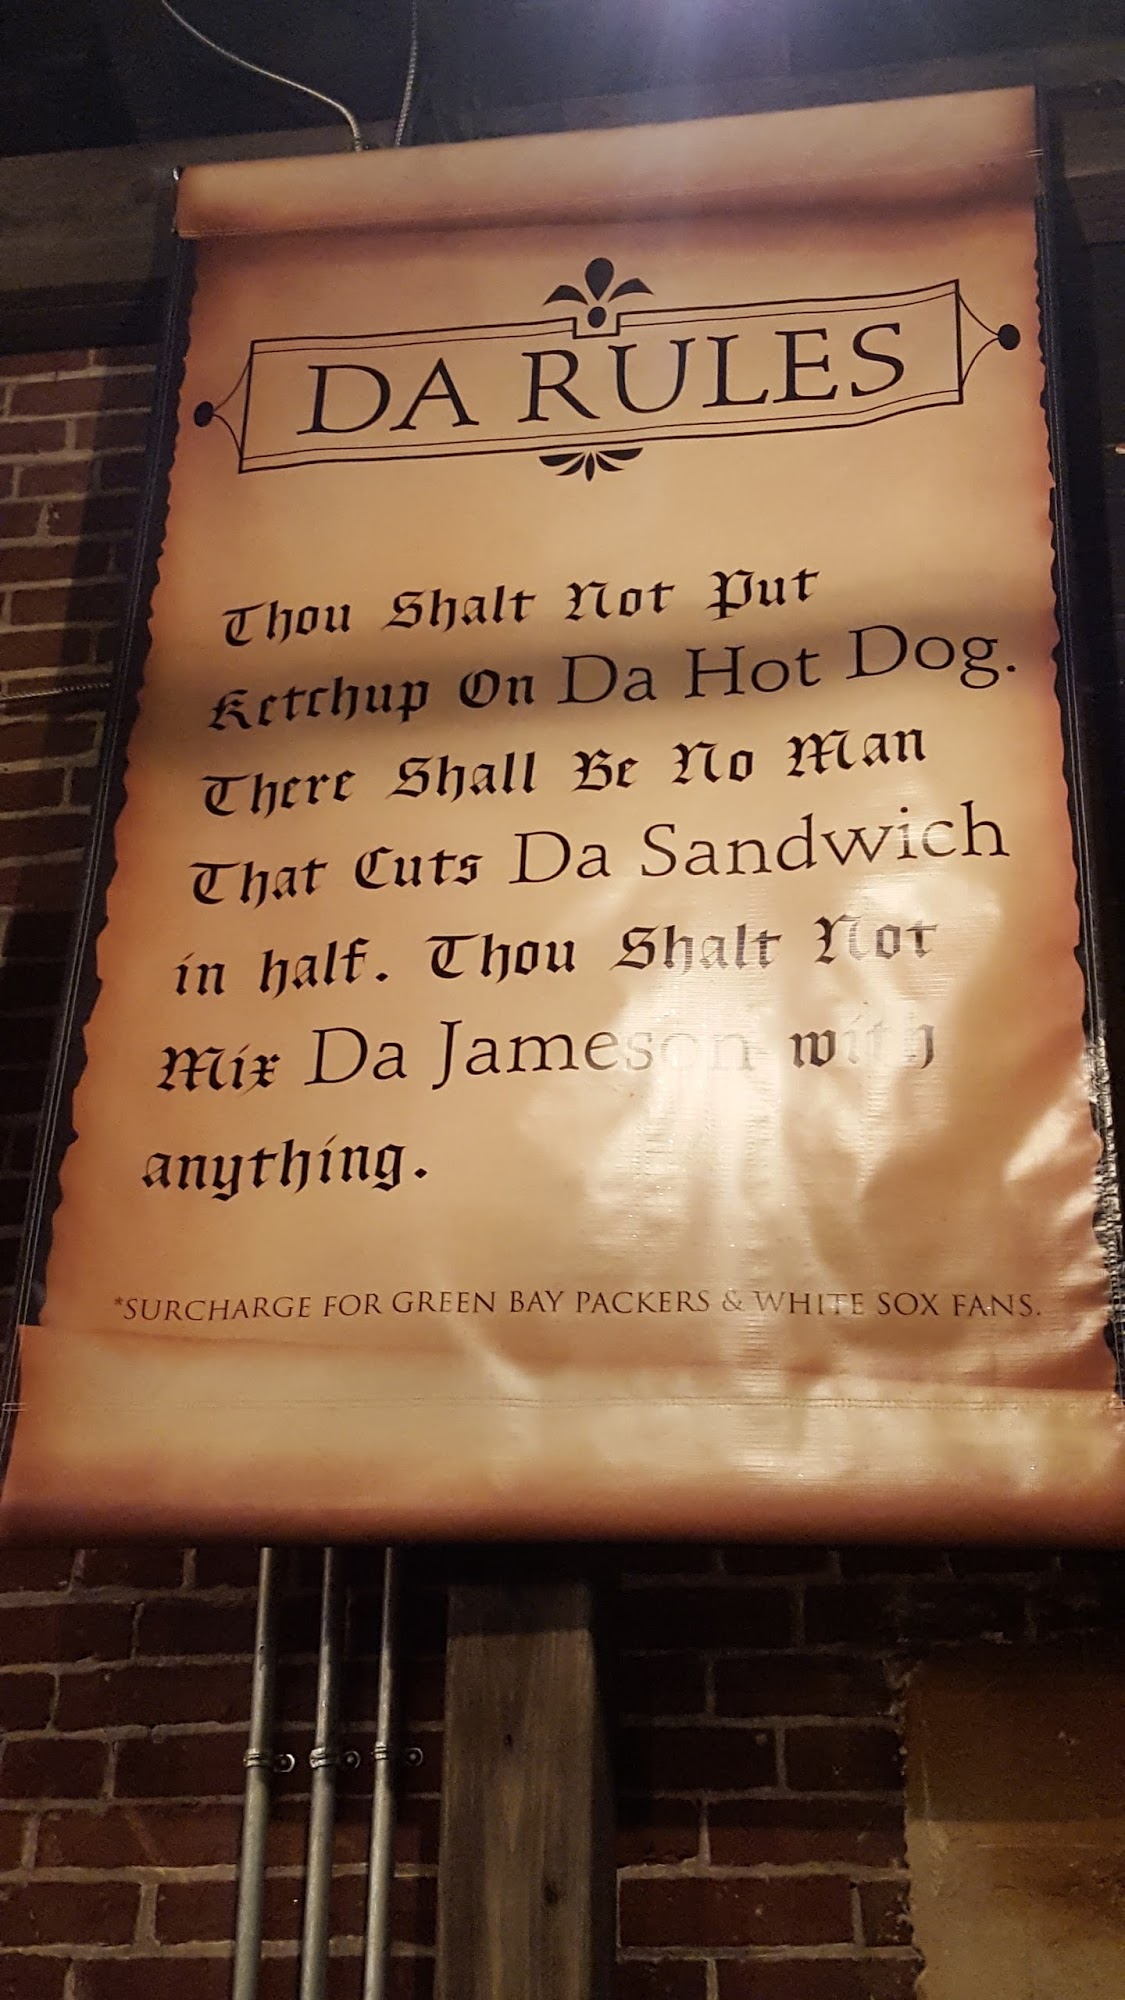 DA RULES
Thou Shalt Not Put
Ketchup On Da Hot Dog.
There Shall Be No Man
That Cuts Da Sandwich
in half. Thou Shalt Not
Mix Da Jameson with
anything.
*SURCHARGE FOR GREEN BAY PACKERS & WHITE SOX FANS.